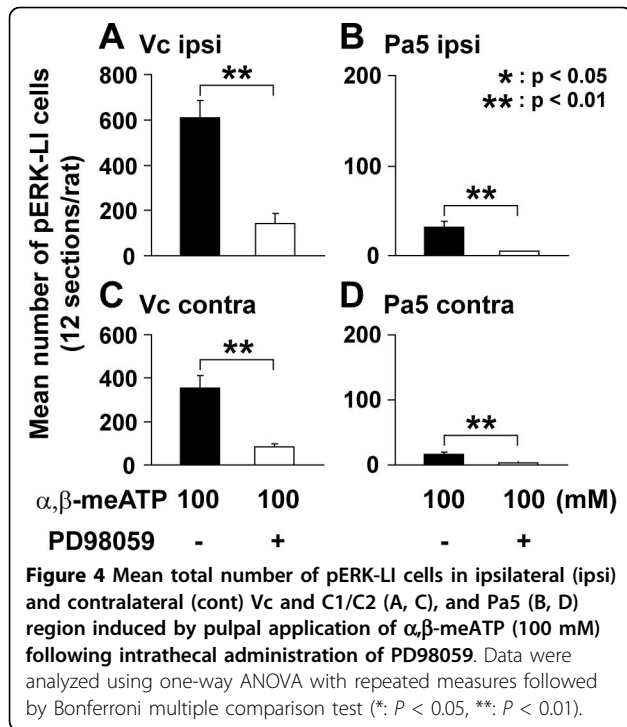 A Vc ipsi
B Pa5 ipsi
Mean number of pERK-LI cells
(12 sections/rat)
800
600
400
200
0
**
200
100
0
**
* : p < 0.05
** : p < 0.01
C Vc contra
D Pa5 contra
600
400
200
0
**
200
100
0
**
α,β-meATP 100 100 100 100 (mM)
PD98059 - + - +
Figure 4 Mean total number of pERK-LI cells in ipsilateral (ipsi)
and contralateral (cont) Vc and C1/C2 (A, C), and Pa5 (B, D)
region induced by pulpal application of α,β-meATP (100 mM)
following intrathecal administration of PD98059. Data were
analyzed using one-way ANOVA with repeated measures followed
by Bonferroni multiple comparison test (*: P < 0.05, **: P < 0.01).